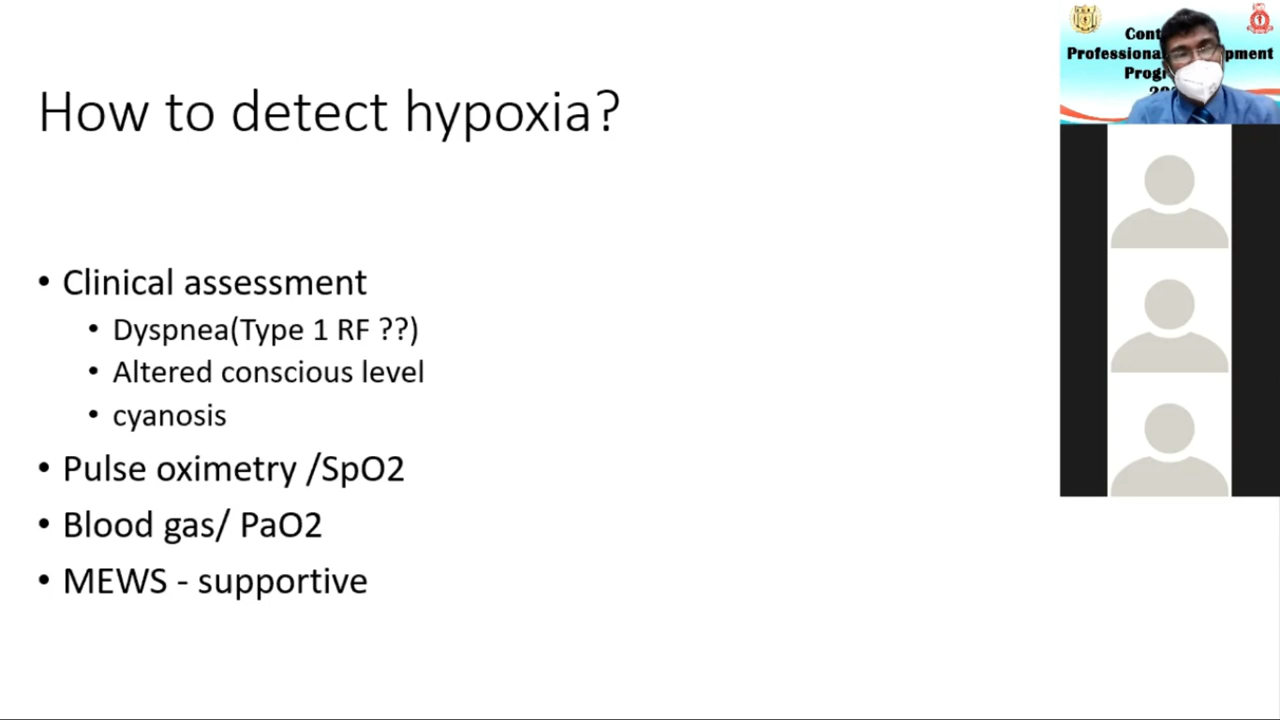 How to detect hypoxia?
• Clinical assessment
• Dyspnea(Type 1 RF ??)
• Altered conscious level
• cyanosis
• Pulse oximetry /SpO2
• Blood gas/ PaO2
• MEWS - supportive